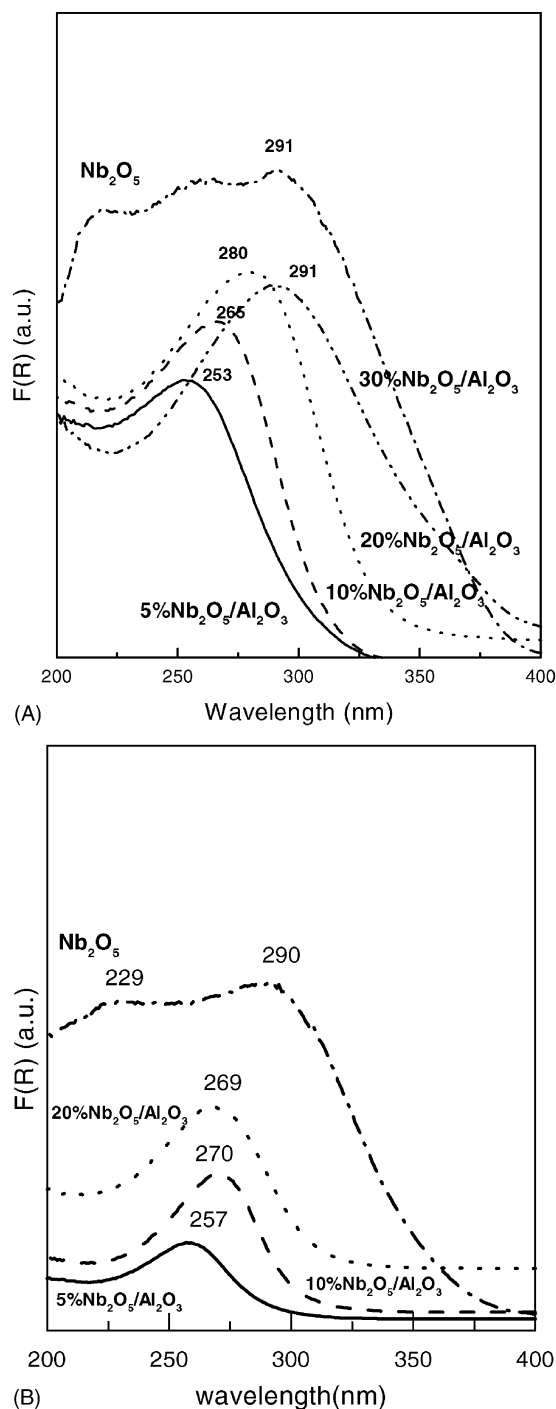 291
Nb₂O₅
280
291
265
253
30%Nb₂O₅/Al₂O₃
20%Nb₂O₅/Al₂O₃
10%Nb₂O₅/Al₂O₃
5%Nb₂O₅/Al₂O₃
F(R) (a.u.)
200 250 300 350 400
(A) Wavelength (nm)
Nb₂O₅
229 290
269
20%Nb₂O₅/Al₂O₃
270
257
10%Nb₂O₅/Al₂O₃
5%Nb₂O₅/Al₂O₃
F(R) (a.u.)
200 250 300 350 400
(B) wavelength(nm)